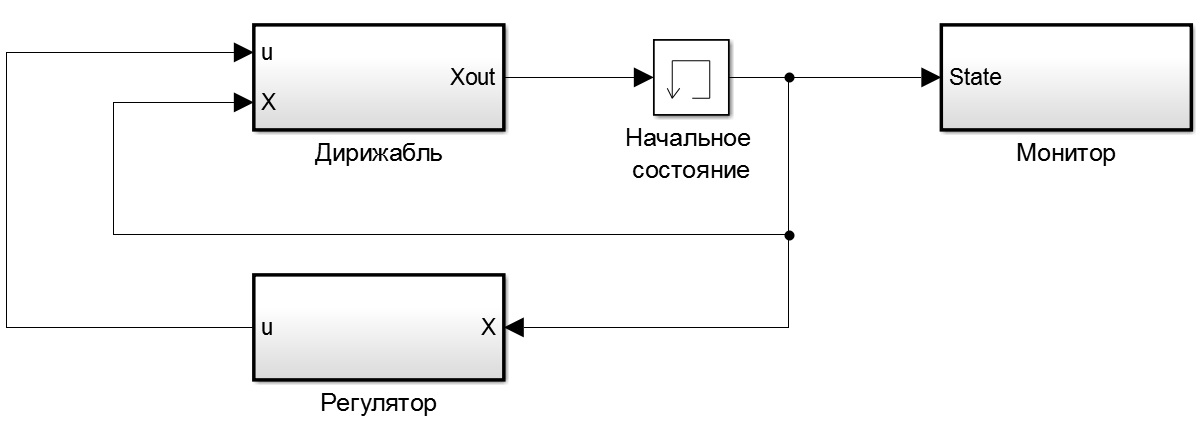 u
Xout
X
Дирижабль
Начальное
состояние
State
Монитор
u
X
Регулятор